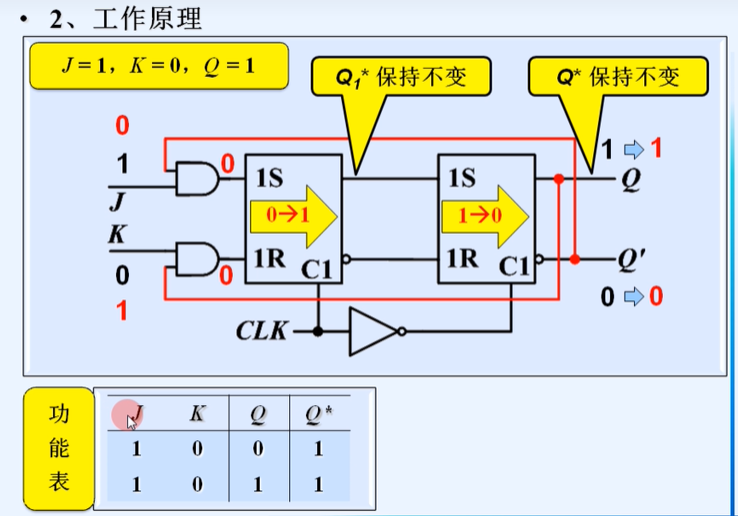 • 2、工作原理
J=1，K=0，Q=1
Q₁* 保持不变
Q* 保持不变
0
1
J
K
0
1
0
0
1S
0→1
1R
C1
1S
1→0
1R
C1
1 ⇨ 1
Q
Q′
0 ⇨ 0
CLK
功能表
J K Q Q*
1 0 0 1
1 0 1 1